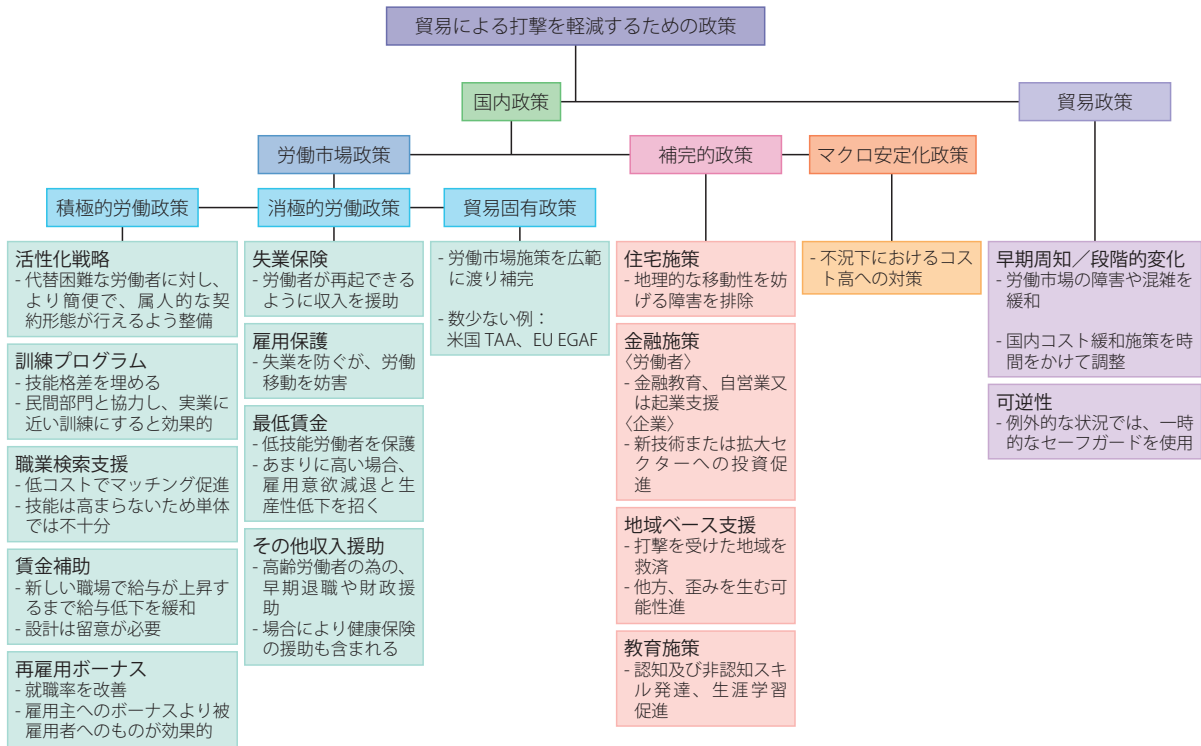 貿易による打撃を軽減するための政策
国内政策
貿易政策
労働市場政策
補完的政策
マクロ安定化政策
積極的労働政策
消極的労働政策
貿易固有政策
活性化戦略
- 代替困難な労働者に対し、
より簡便で、属人的な契
約形態が行えるよう整備
訓練プログラム
- 技能格差を埋める
- 民間部門と協力し、実業に
近い訓練にすると効果的
職業検索支援
- 低コストでマッチング促進
- 技能は高まらないため単体
では不十分
賃金補助
- 新しい職場で給与が上昇す
るまで給与低下を緩和
- 設計は留意が必要
再雇用ボーナス
- 就職率を改善
- 雇用主へのボーナスより被
雇用者へのものが効果的
失業保険
- 労働者が再起できる
ように収入を援助
雇用保護
- 失業を防ぐが、労働
移動を妨害
最低賃金
- 低技能労働者を保護
- あまりに高い場合、
雇用意欲減退と生
産性低下を招く
その他収入援助
- 高齢労働者の為の、
早期退職や財政援
助
- 場合により健康保険
の援助も含まれる
- 労働市場施策を広範
に渡り補完
- 数少ない例：
米国 TAA、EU EGAF
住宅施策
- 地理的な移動性を妨
げる障害を排除
金融施策
〈労働者〉
- 金融教育、自営業又
は起業支援
〈企業〉
- 新技術または拡大セ
クターへの投資促
進
地域ベース支援
- 打撃を受けた地域を
救済
- 他方、歪みを生む可
能性進
教育施策
- 認知及び非認知スキ
ル発達、生涯学習
促進
- 不況下におけるコス
ト高への対策
早期周知／段階的変化
- 労働市場の障害や混雑を
緩和
- 国内コスト緩和施策を時
間をかけて調整
可逆性
- 例外的な状況では、一時
的なセーフガードを使用